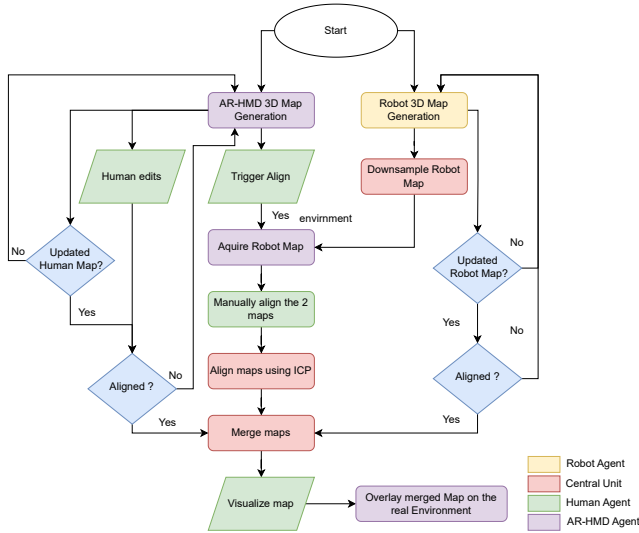 Start
AR-HMD 3D Map
Generation
Robot 3D Map
Generation
Human edits
Trigger Align
Downsample Robot
Map
Yes
envirnment
No
Updated
Human Map?
Aquire Robot Map
Updated
Robot Map?
No
Yes
Manually align the 2
maps
Yes
No
Aligned ?
No
Align maps using ICP
Aligned ?
Yes
Merge maps
Yes
Visualize map
Overlay merged Map on the
real Environment
Robot Agent
Central Unit
Human Agent
AR-HMD Agent